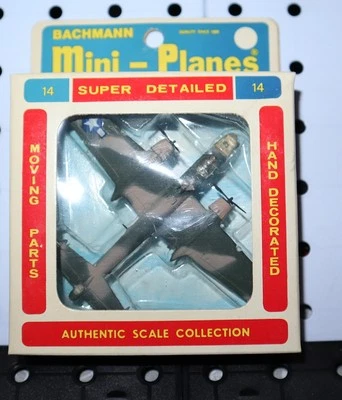 BACHMANN
Mini-Planes®
14 SUPER DETAILED 14
MOVING PARTS
HAND DECORATED
AUTHENTIC SCALE COLLECTION